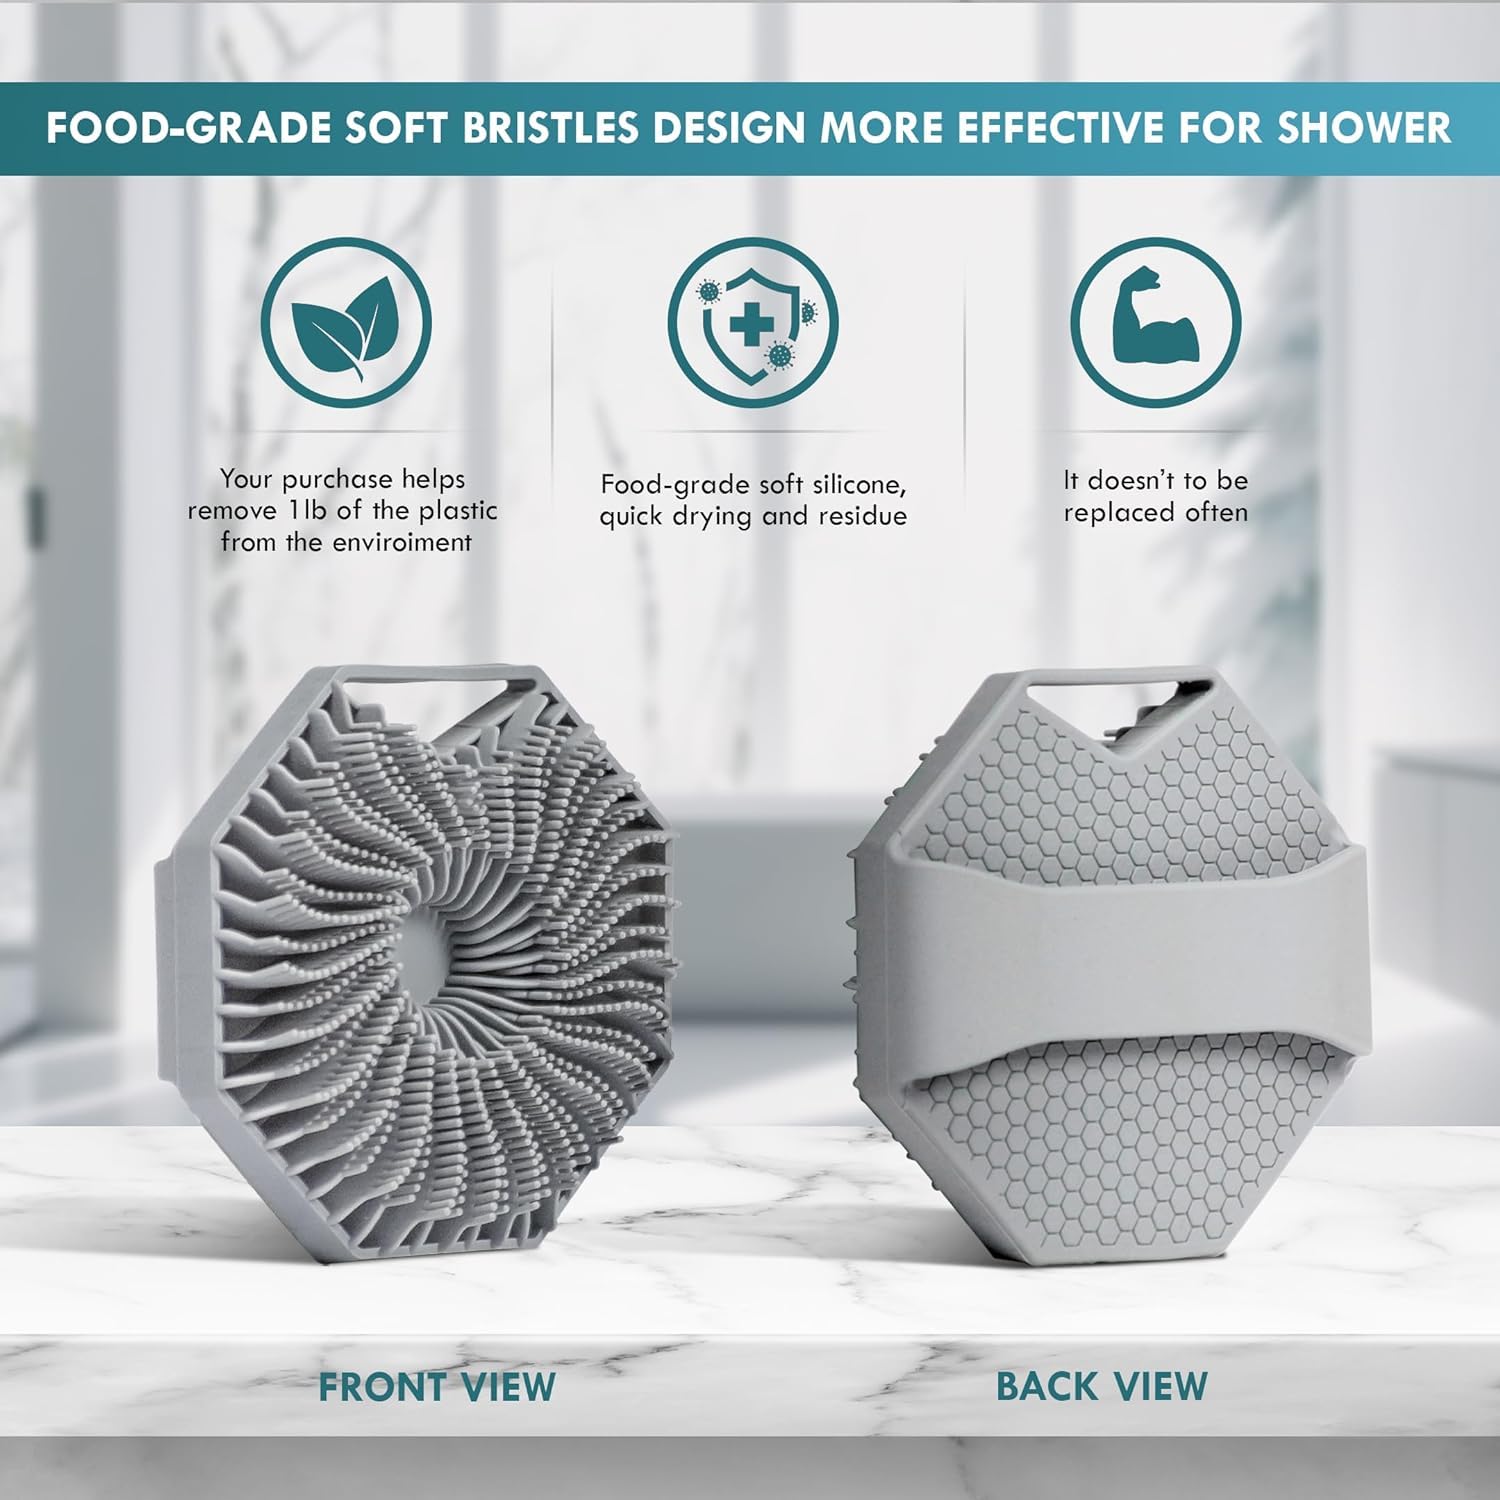 FOOD-GRADE SOFT BRISTLES DESIGN MORE EFFECTIVE FOR SHOWER
Your purchase helps
remove 1lb of the plastic
from the enviroiment
Food-grade soft silicone,
quick drying and residue
It doesn't to be
replaced often
FRONT VIEW
BACK VIEW